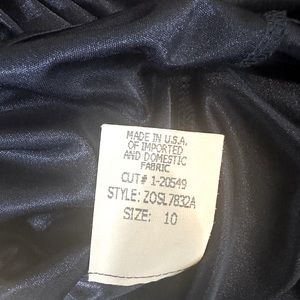 MADE IN U.S.A.
OF IMPORTED
AND DOMESTIC
FABRIC
CUT# 1-20549
STYLE: ZOSL7832A
SIZE: 10